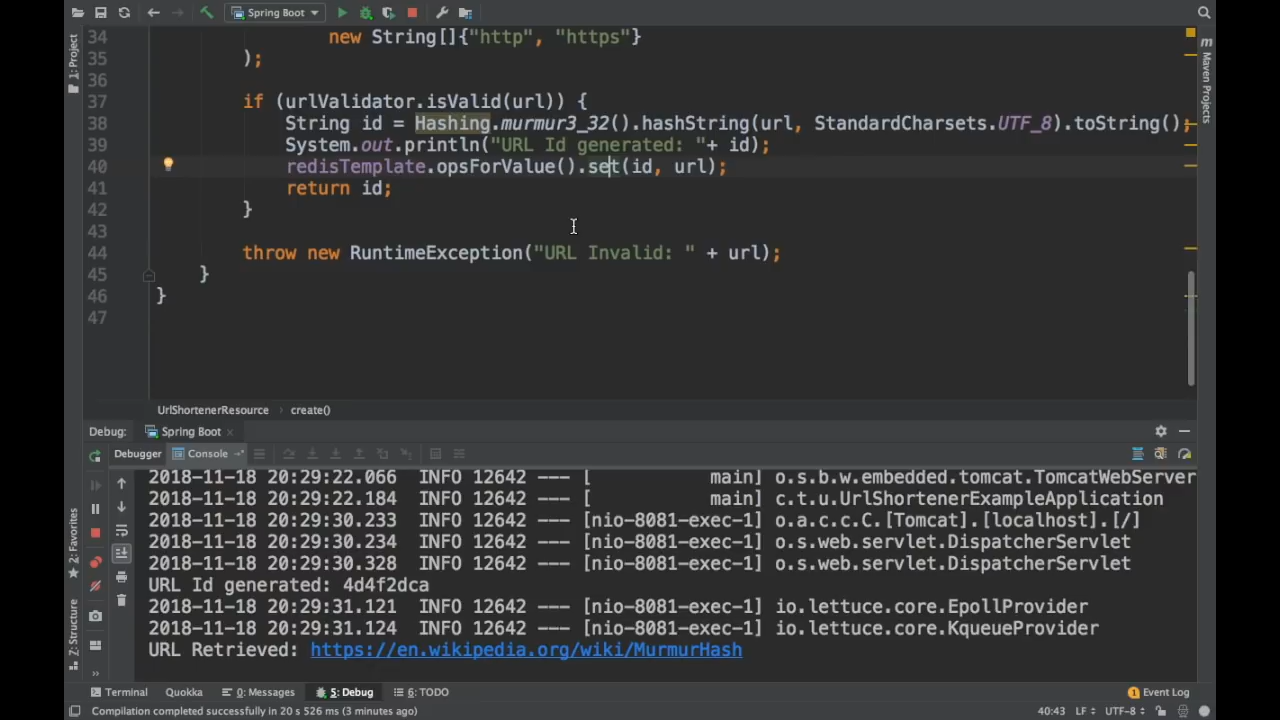 Spring Boot
1: Project
m
Maven Projects
34 new String[]{"http", "https"}
35 );
36
37 if (urlValidator.isValid(url)) {
38 String id = Hashing.murmur3_32().hashString(url, StandardCharsets.UTF_8).toString();
39 System.out.println("URL Id generated: "+ id);
40 redisTemplate.opsForValue().set(id, url);
41 return id;
42 }
43
44 throw new RuntimeException("URL Invalid: " + url);
45 }
46 }
47
UrlShortenerResource › create()
Debug: Spring Boot ×
Debugger Console
2018-11-18 20:29:22.066  INFO 12642 --- [           main] o.s.b.w.embedded.tomcat.TomcatWebServer
2018-11-18 20:29:22.184  INFO 12642 --- [           main] c.t.u.UrlShortenerExampleApplication
2018-11-18 20:29:30.233  INFO 12642 --- [nio-8081-exec-1] o.a.c.c.C.[Tomcat].[localhost].[/]
2018-11-18 20:29:30.234  INFO 12642 --- [nio-8081-exec-1] o.s.web.servlet.DispatcherServlet
2018-11-18 20:29:30.328  INFO 12642 --- [nio-8081-exec-1] o.s.web.servlet.DispatcherServlet
URL Id generated: 4d4f2dca
2018-11-18 20:29:31.121  INFO 12642 --- [nio-8081-exec-1] io.lettuce.core.EpollProvider
2018-11-18 20:29:31.124  INFO 12642 --- [nio-8081-exec-1] io.lettuce.core.KqueueProvider
URL Retrieved: https://en.wikipedia.org/wiki/MurmurHash
2: Favorites
Z: Structure
»
Terminal Quokka 0: Messages 5: Debug 6: TODO 1 Event Log
Compilation completed successfully in 20 s 526 ms (3 minutes ago) 40:43 LF UTF-8